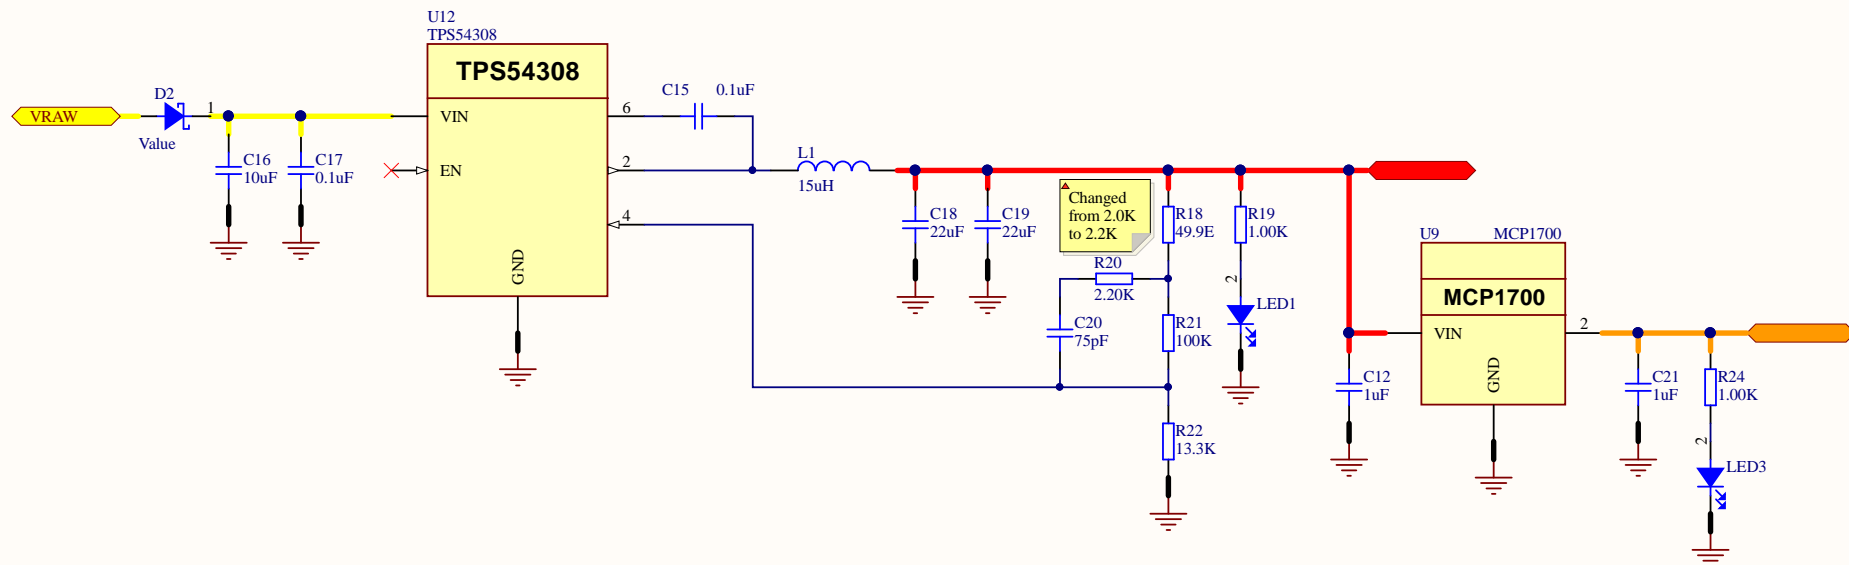 U12
TPS54308
TPS54308
VRAW
D2
Value
1
C16
10uF
C17
0.1uF
VIN
EN
GND
6
2
4
C15
0.1uF
L1
15uH
C18
22uF
C19
22uF
Changed
from 2.0K
to 2.2K
R18
49.9E
R19
1.00K
R20
2.20K
C20
75pF
R21
100K
2
LED1
R22
13.3K
U9
MCP1700
MCP1700
VIN
GND
2
C12
1uF
C21
1uF
R24
1.00K
2
LED3